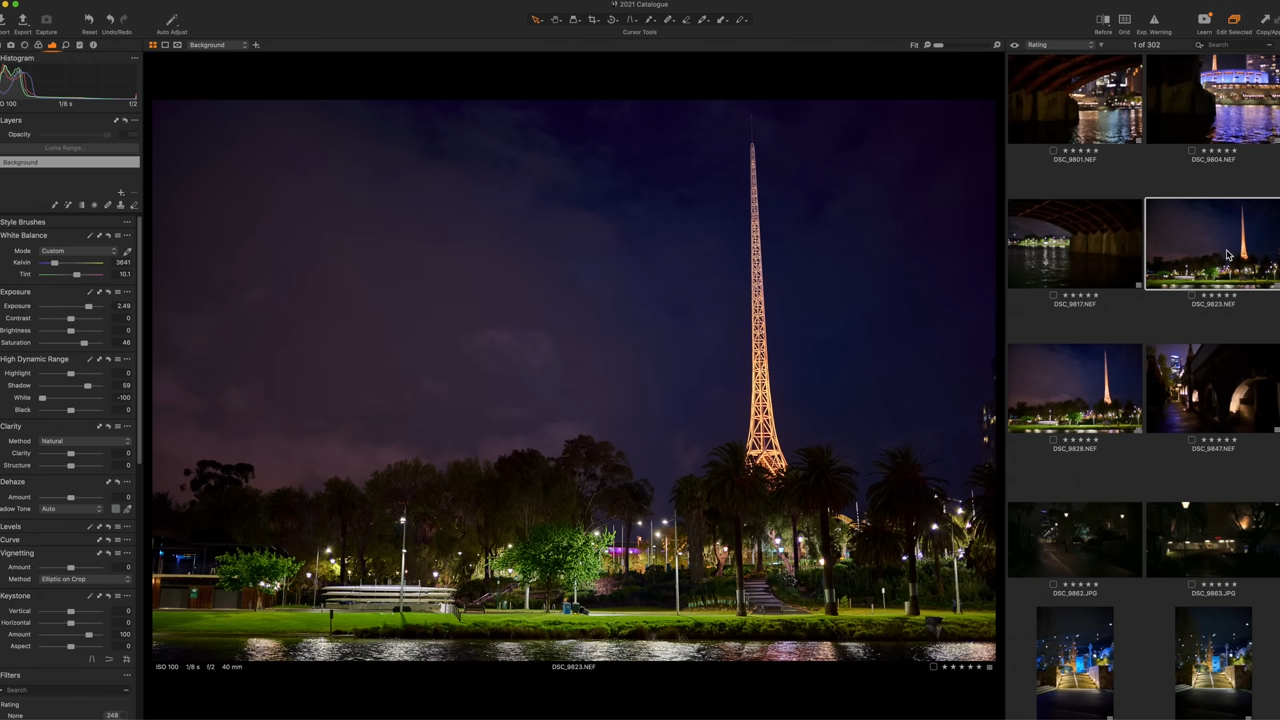 2021 Catalogue
Export
Capture
Reset
Undo/Redo
Auto Adjust
Cursor Tools
Before
Grid
Exp. Warning
Learn
Edit Selected
Background
Fit
Rating
1 of 302
Search
Histogram
1/8 s
f/2
Layers
Opacity
100
Luma Range...
Background
Style Brushes
White Balance
Mode Custom
Kelvin 3641
Tint 10.1
Exposure
Exposure 2.49
Contrast 0
Brightness 0
Saturation 46
High Dynamic Range
Highlight 0
Shadow 59
White -100
Black 0
Clarity
Method Natural
Clarity 0
Structure 0
Dehaze
Amount 0
adow Tone Auto
Levels
Curve
Vignetting
Amount 0
Method Elliptic on Crop
Keystone
Vertical 0
Horizontal 0
Amount 100
Aspect 0
Filters
Search
Rating
None 248
ISO 100 1/8 s f/2 40 mm
DSC_9823.NEF
DSC_9801.NEF
DSC_9804.NEF
DSC_9817.NEF
DSC_9823.NEF
DSC_9828.NEF
DSC_9847.NEF
DSC_9862.JPG
DSC_9863.JPG